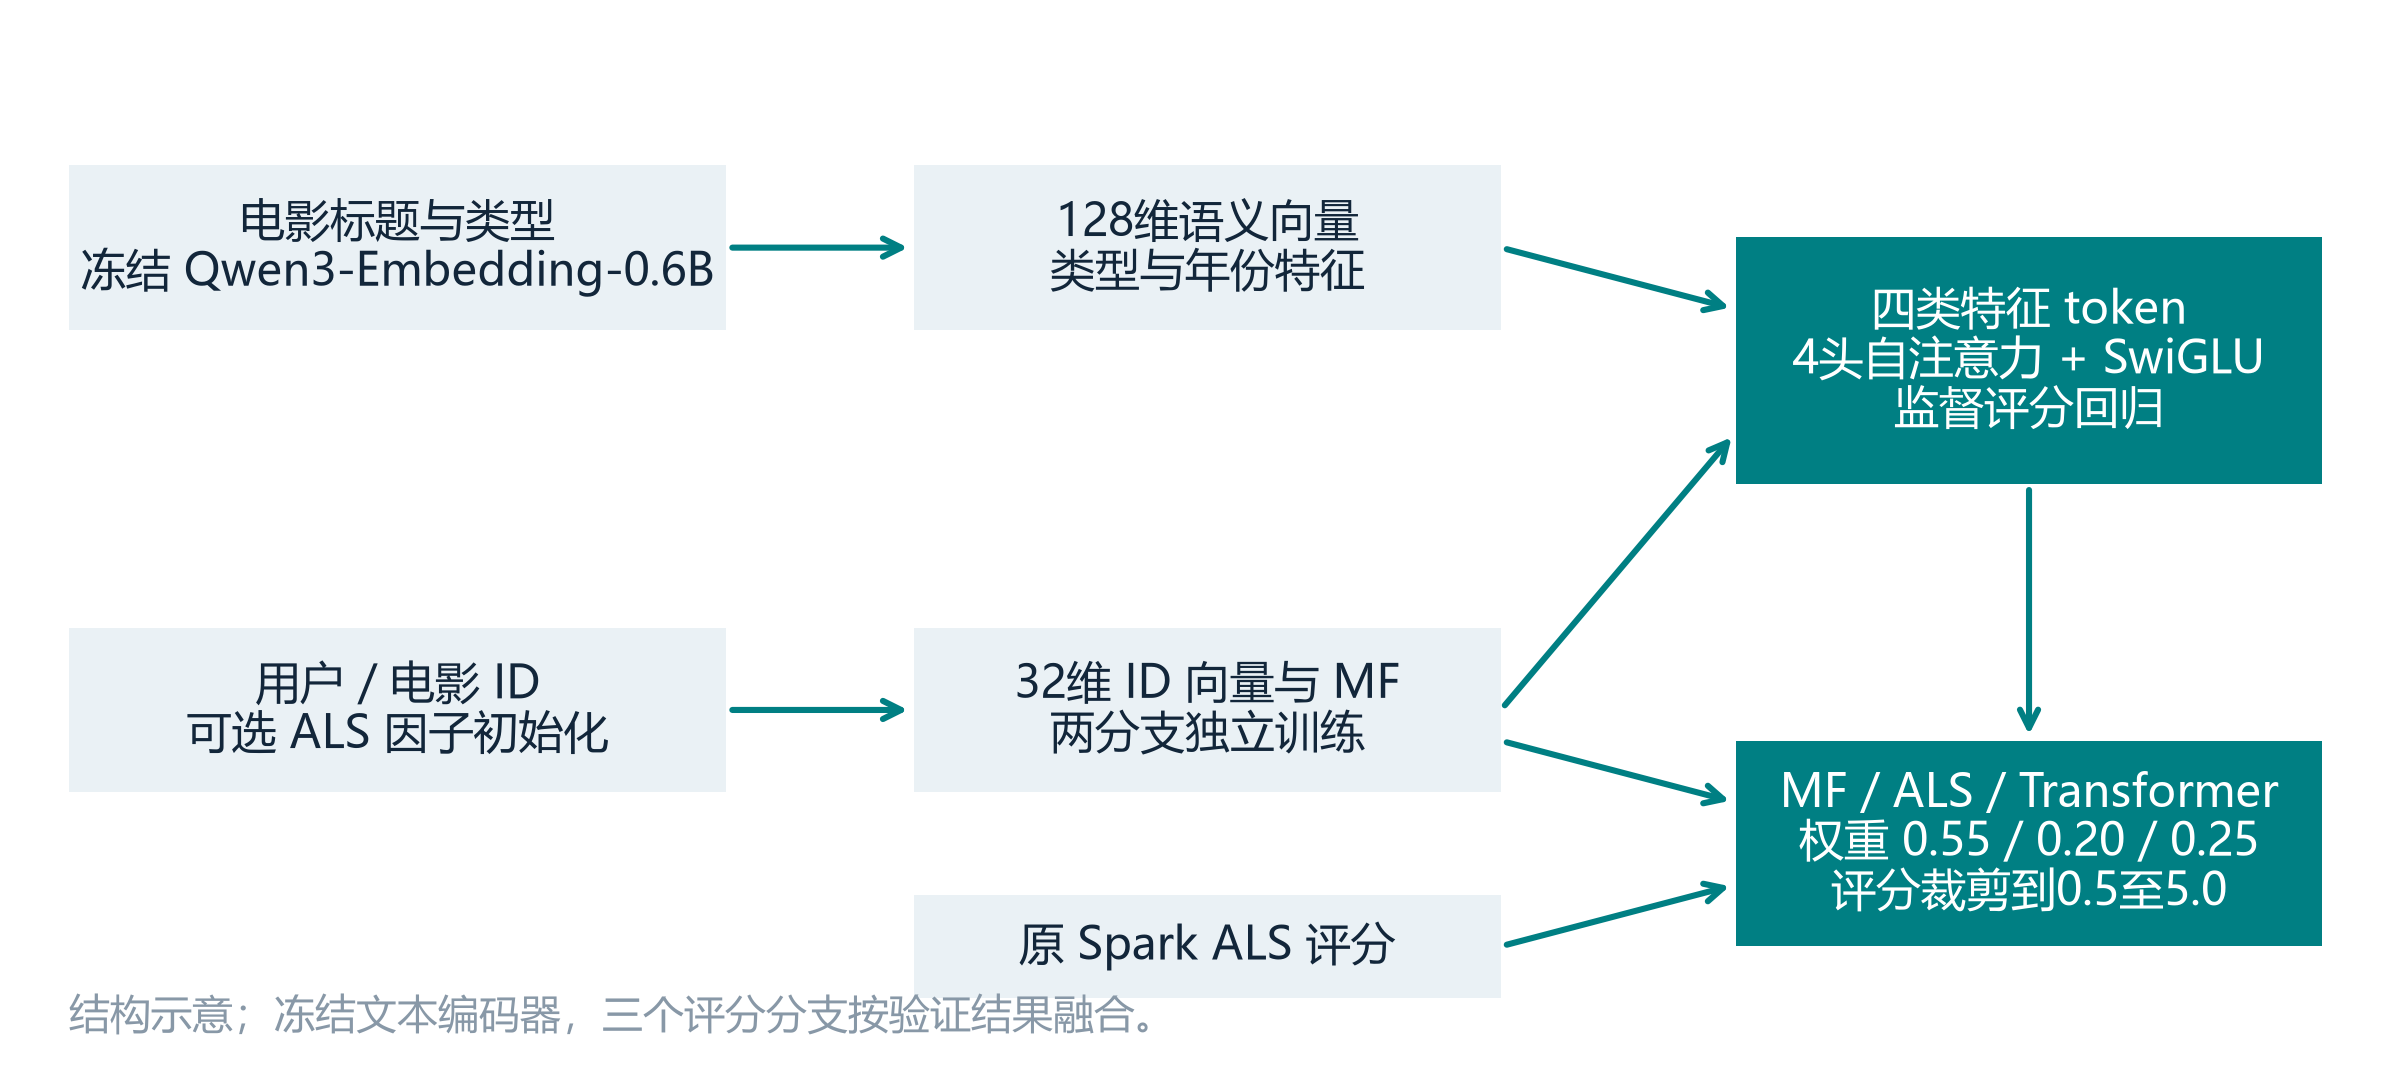 电影标题与类型
冻结 Qwen3-Embedding-0.6B
128维语义向量
类型与年份特征
四类特征 token
4头自注意力 + SwiGLU
监督评分回归
用户 / 电影 ID
可选 ALS 因子初始化
32维 ID 向量与 MF
两分支独立训练
MF / ALS / Transformer
权重 0.55 / 0.20 / 0.25
评分裁剪到0.5至5.0
原 Spark ALS 评分
结构示意；冻结文本编码器，三个评分分支按验证结果融合。